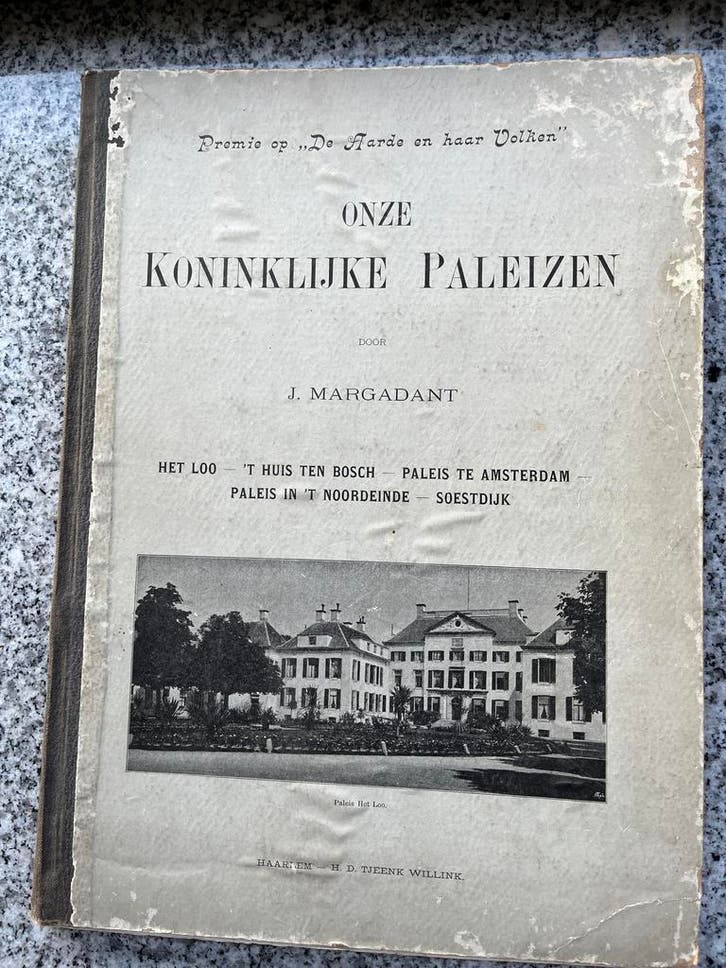 Premie op „De Aarde en haar Volken”
ONZE
KONINKLIJKE PALEIZEN
DOOR
J. MARGADANT
HET LOO — 'T HUIS TEN BOSCH — PALEIS TE AMSTERDAM —
PALEIS IN 'T NOORDEINDE — SOESTDIJK
Paleis Het Loo.
HAARLEM — H. D. TJEENK WILLINK.